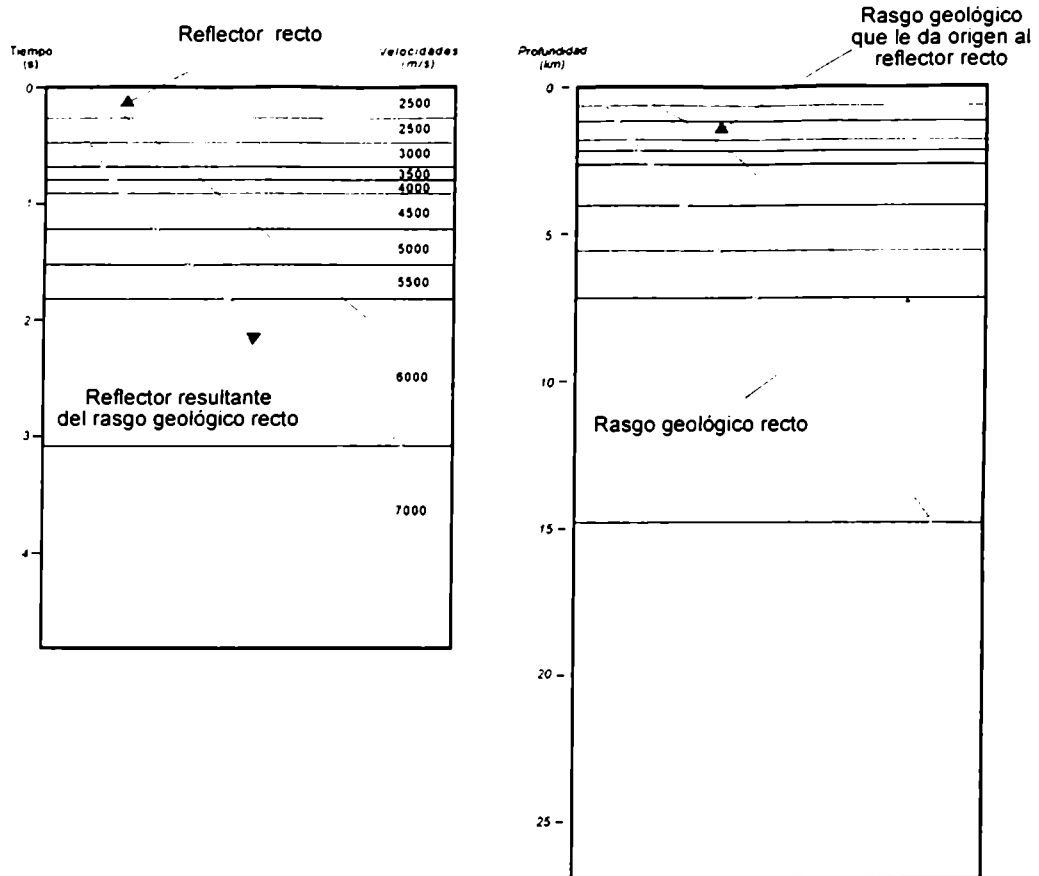 Reflector recto
Tiempo
(s)
Velocidades
(m/s)
0
1
2
3
4
2500
2500
3000
3500
4000
4500
5000
5500
6000
7000
Reflector resultante
del rasgo geológico recto
Rasgo geológico
que le da origen al
reflector recto
Profundidad
(km)
0
5
10
15
20
25
Rasgo geológico recto